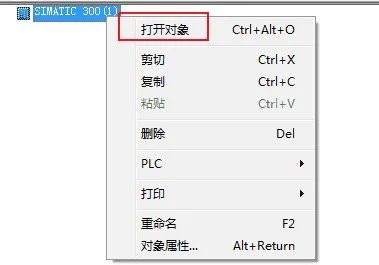 SIMATIC 300(1)
打开对象 Ctrl+Alt+O
剪切 Ctrl+X
复制 Ctrl+C
粘贴 Ctrl+V
删除 Del
PLC
打印
重命名 F2
对象属性... Alt+Return